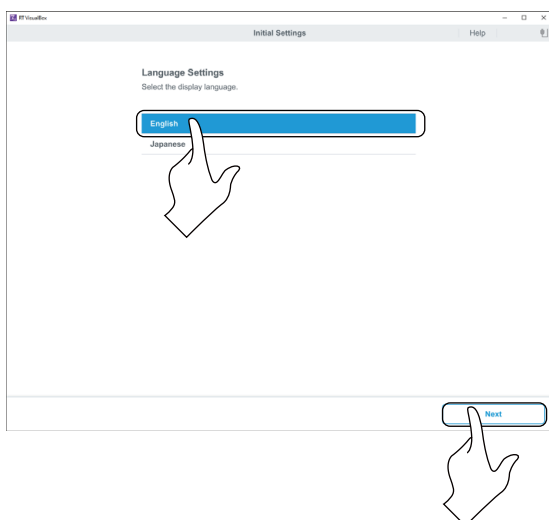 RT VisualBox
Initial Settings Help
Language Settings
Select the display language.
English
Japanese
Next